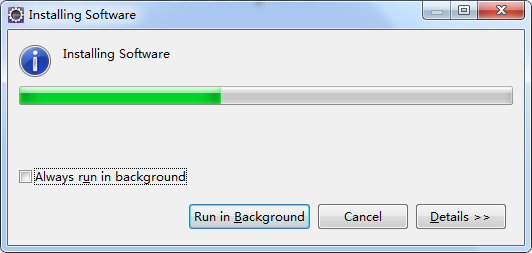 Installing Software
Installing Software
Always run in background
Run in Background
Cancel
Details >>